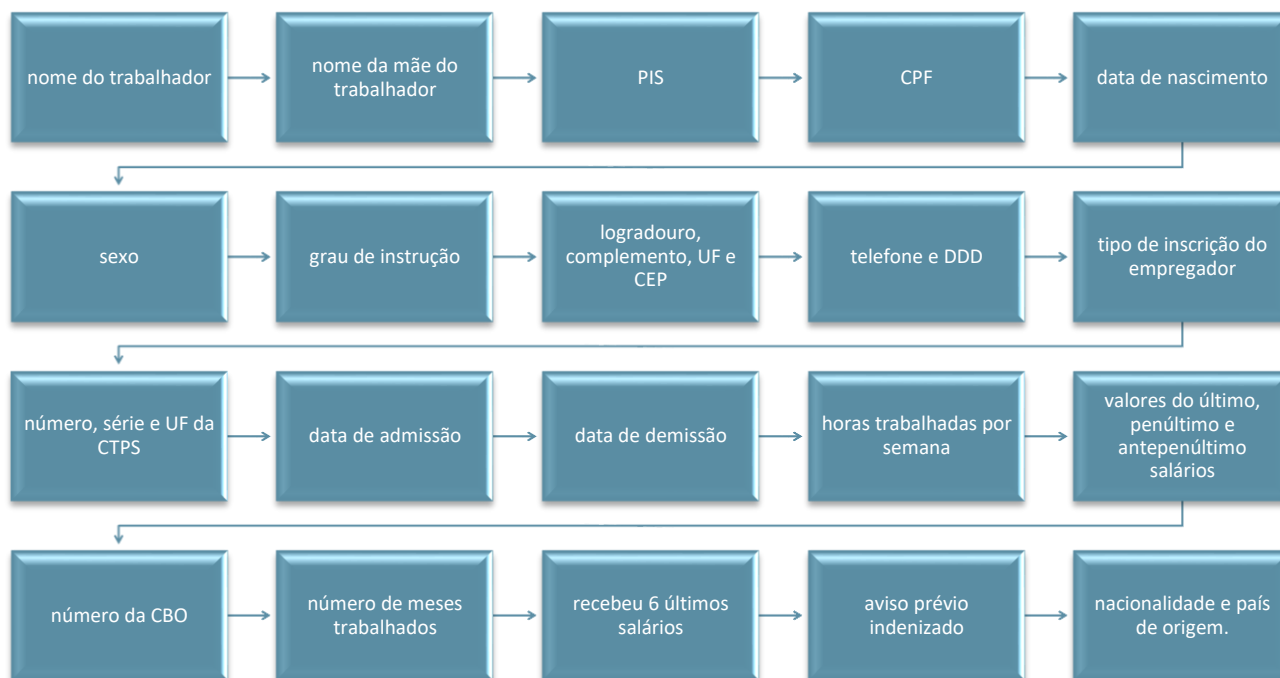 nome do trabalhador
nome da mãe do
trabalhador
PIS
CPF
data de nascimento
sexo
grau de instrução
logradouro,
complemento, UF e
CEP
telefone e DDD
tipo de inscrição do
empregador
número, série e UF da
CTPS
data de admissão
data de demissão
horas trabalhadas por
semana
valores do último,
penúltimo e
antepenúltimo
salários
número da CBO
número de meses
trabalhados
recebeu 6 últimos
salários
aviso prévio
indenizado
nacionalidade e país
de origem.